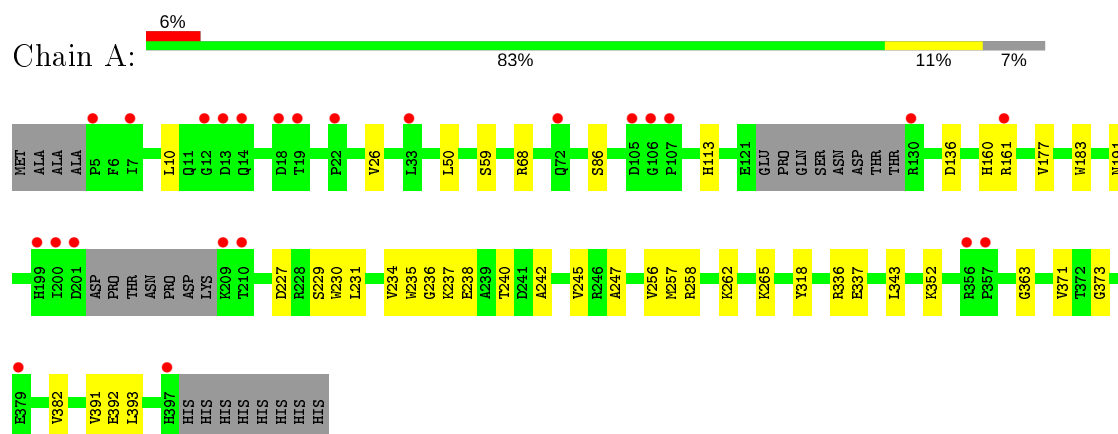 6%
Chain A:
83% 11% 7%
MET ALA ALA ALA P5 F6 I7 L10 Q11 G12 D13 Q14 D18 T19 P22 V26 L33 L50 S59 R68 Q72 S86 D105 G106 P107 H113 E121 GLU PRO GLN SER ASN ASP THR THR R130 D136 H160 R161 V177 W183 N191
H199 I200 D201 ASP PRO THR ASN PRO ASP LYS K209 T210 D227 R228 S229 W230 L231 V234 W235 G236 K237 E238 A239 T240 D241 A242 V245 R246 A247 V256 M257 R258 K262 K265 Y318 R336 E337 L343 K352 R356 P357 G363 V371 T372 G373
E379 V382 V391 E392 L393 H397 HIS HIS HIS HIS HIS HIS HIS HIS